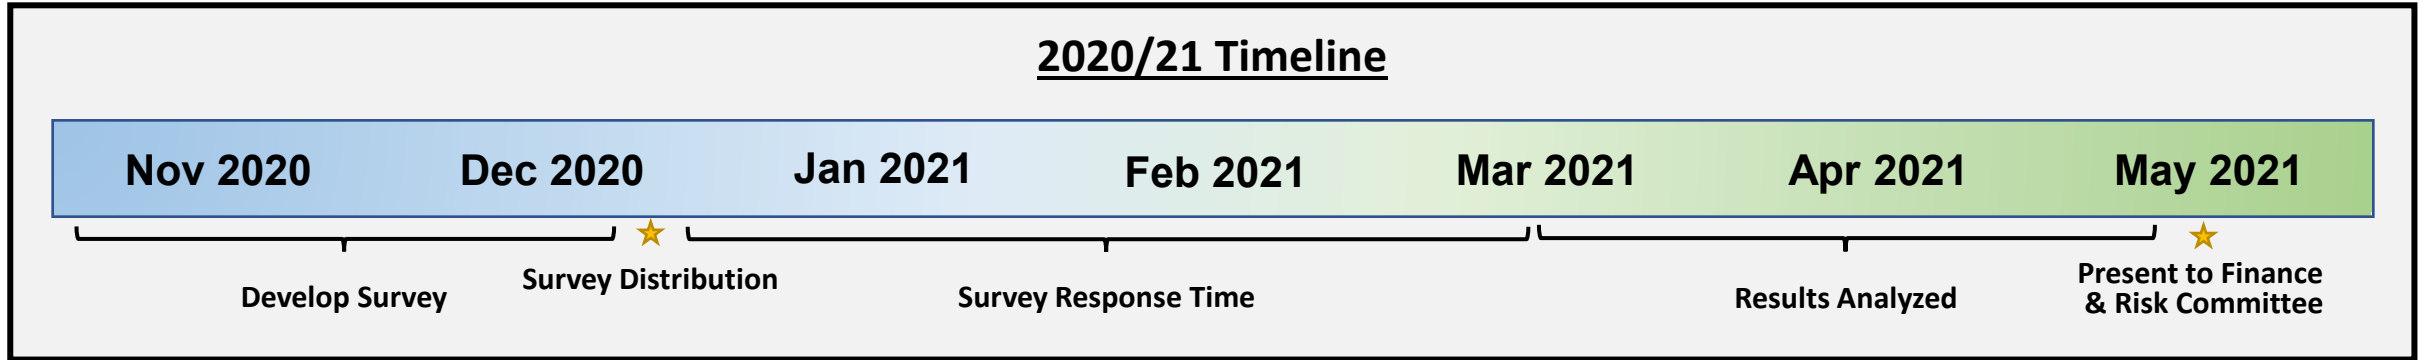 2020/21 Timeline
Nov 2020 Dec 2020 Jan 2021 Feb 2021 Mar 2021 Apr 2021 May 2021
Develop Survey
Survey Distribution
Survey Response Time
Results Analyzed
Present to Finance
& Risk Committee